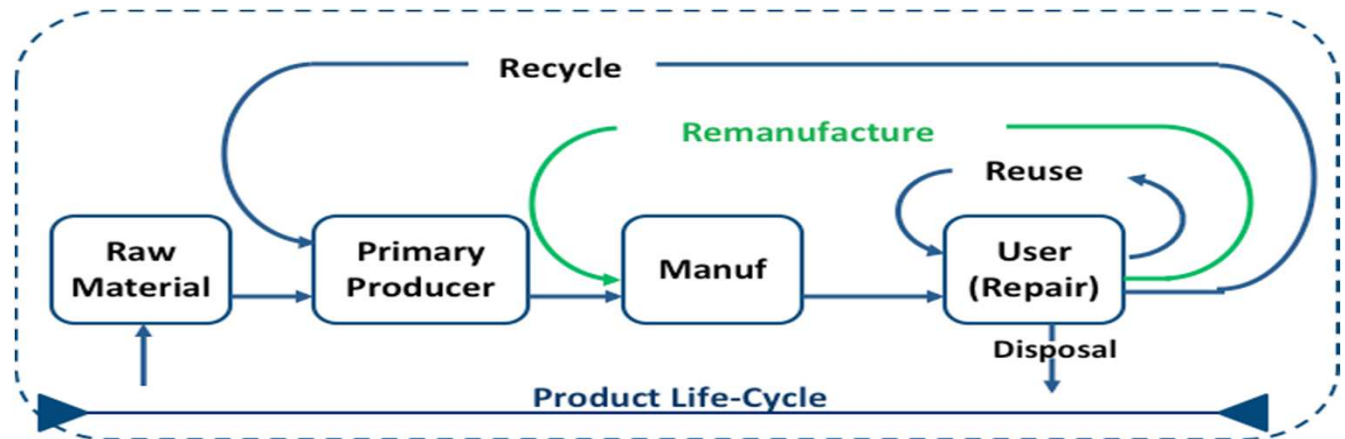 Recycle
Remanufacture
Reuse
Raw
Material
Primary
Producer
Manuf
User
(Repair)
Disposal
Product Life-Cycle